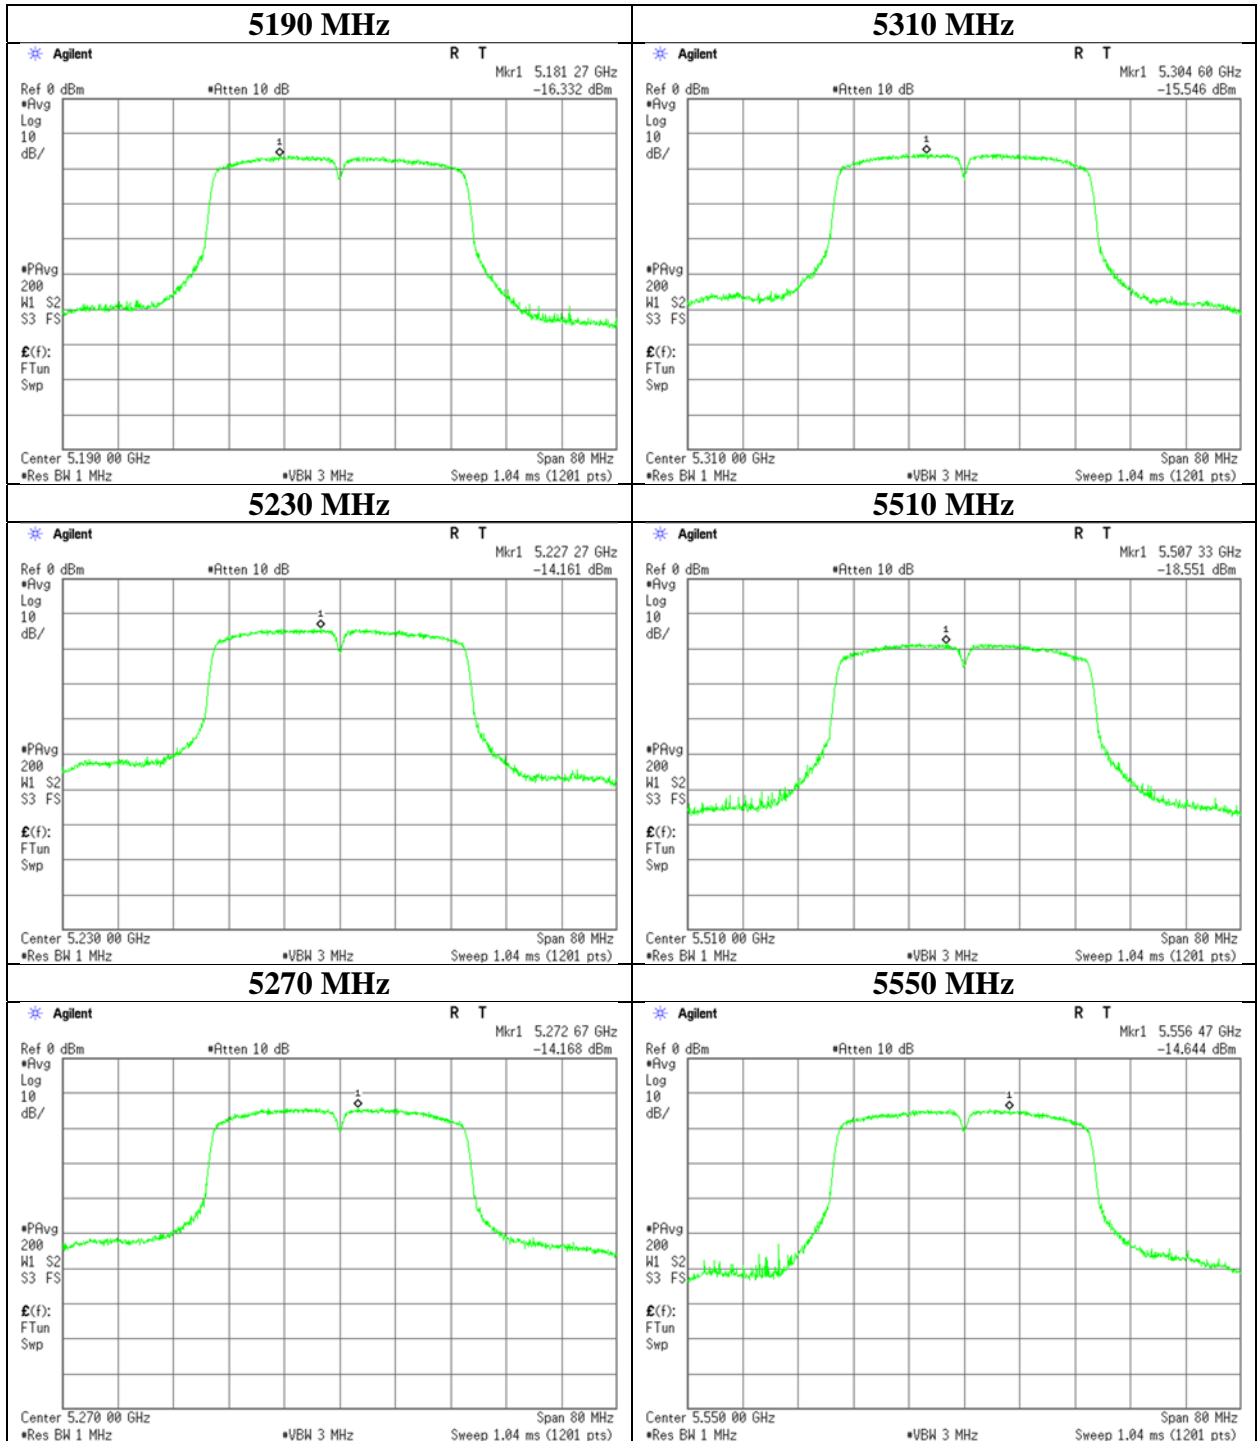 5190 MHz
Agilent R T
Mkr1 5.181 27 GHz
Ref 0 dBm #Atten 10 dB -16.332 dBm
#Avg
Log
10
dB/
1
#PAvg
200
W1 S2
S3 FS
£(f):
FTun
Swp
Center 5.190 00 GHz Span 80 MHz
#Res BW 1 MHz #VBW 3 MHz Sweep 1.04 ms (1201 pts)
5310 MHz
Agilent R T
Mkr1 5.304 60 GHz
Ref 0 dBm #Atten 10 dB -15.546 dBm
#Avg
Log
10
dB/
1
#PAvg
200
W1 S2
S3 FS
£(f):
FTun
Swp
Center 5.310 00 GHz Span 80 MHz
#Res BW 1 MHz #VBW 3 MHz Sweep 1.04 ms (1201 pts)
5230 MHz
Agilent R T
Mkr1 5.227 27 GHz
Ref 0 dBm #Atten 10 dB -14.161 dBm
#Avg
Log
10
dB/
1
#PAvg
200
W1 S2
S3 FS
£(f):
FTun
Swp
Center 5.230 00 GHz Span 80 MHz
#Res BW 1 MHz #VBW 3 MHz Sweep 1.04 ms (1201 pts)
5510 MHz
Agilent R T
Mkr1 5.507 33 GHz
Ref 0 dBm #Atten 10 dB -18.551 dBm
#Avg
Log
10
dB/
1
#PAvg
200
W1 S2
S3 FS
£(f):
FTun
Swp
Center 5.510 00 GHz Span 80 MHz
#Res BW 1 MHz #VBW 3 MHz Sweep 1.04 ms (1201 pts)
5270 MHz
Agilent R T
Mkr1 5.272 67 GHz
Ref 0 dBm #Atten 10 dB -14.168 dBm
#Avg
Log
10
dB/
1
#PAvg
200
W1 S2
S3 FS
£(f):
FTun
Swp
Center 5.270 00 GHz Span 80 MHz
#Res BW 1 MHz #VBW 3 MHz Sweep 1.04 ms (1201 pts)
5550 MHz
Agilent R T
Mkr1 5.556 47 GHz
Ref 0 dBm #Atten 10 dB -14.644 dBm
#Avg
Log
10
dB/
1
#PAvg
200
W1 S2
S3 FS
£(f):
FTun
Swp
Center 5.550 00 GHz Span 80 MHz
#Res BW 1 MHz #VBW 3 MHz Sweep 1.04 ms (1201 pts)